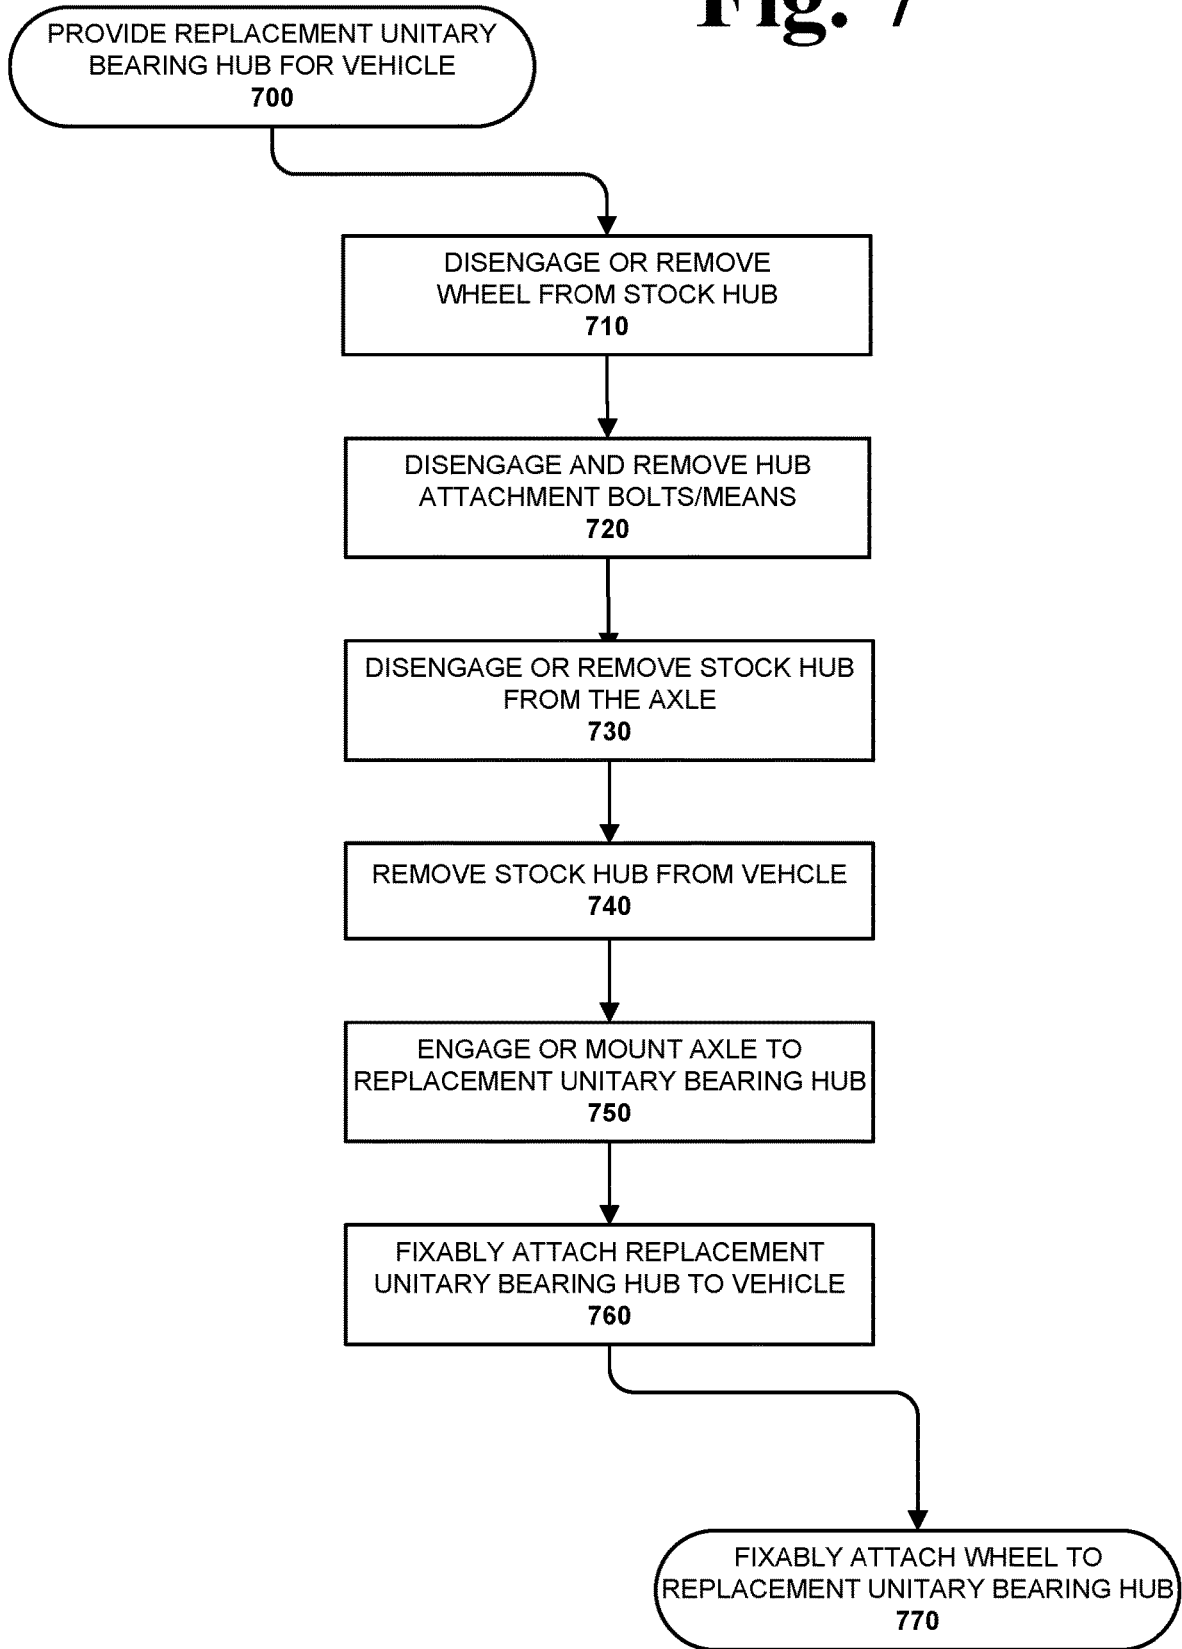 Fig. 7
PROVIDE REPLACEMENT UNITARY
BEARING HUB FOR VEHICLE
700
DISENGAGE OR REMOVE
WHEEL FROM STOCK HUB
710
DISENGAGE AND REMOVE HUB
ATTACHMENT BOLTS/MEANS
720
DISENGAGE OR REMOVE STOCK HUB
FROM THE AXLE
730
REMOVE STOCK HUB FROM VEHCLE
740
ENGAGE OR MOUNT AXLE TO
REPLACEMENT UNITARY BEARING HUB
750
FIXABLY ATTACH REPLACEMENT
UNITARY BEARING HUB TO VEHICLE
760
FIXABLY ATTACH WHEEL TO
REPLACEMENT UNITARY BEARING HUB
770